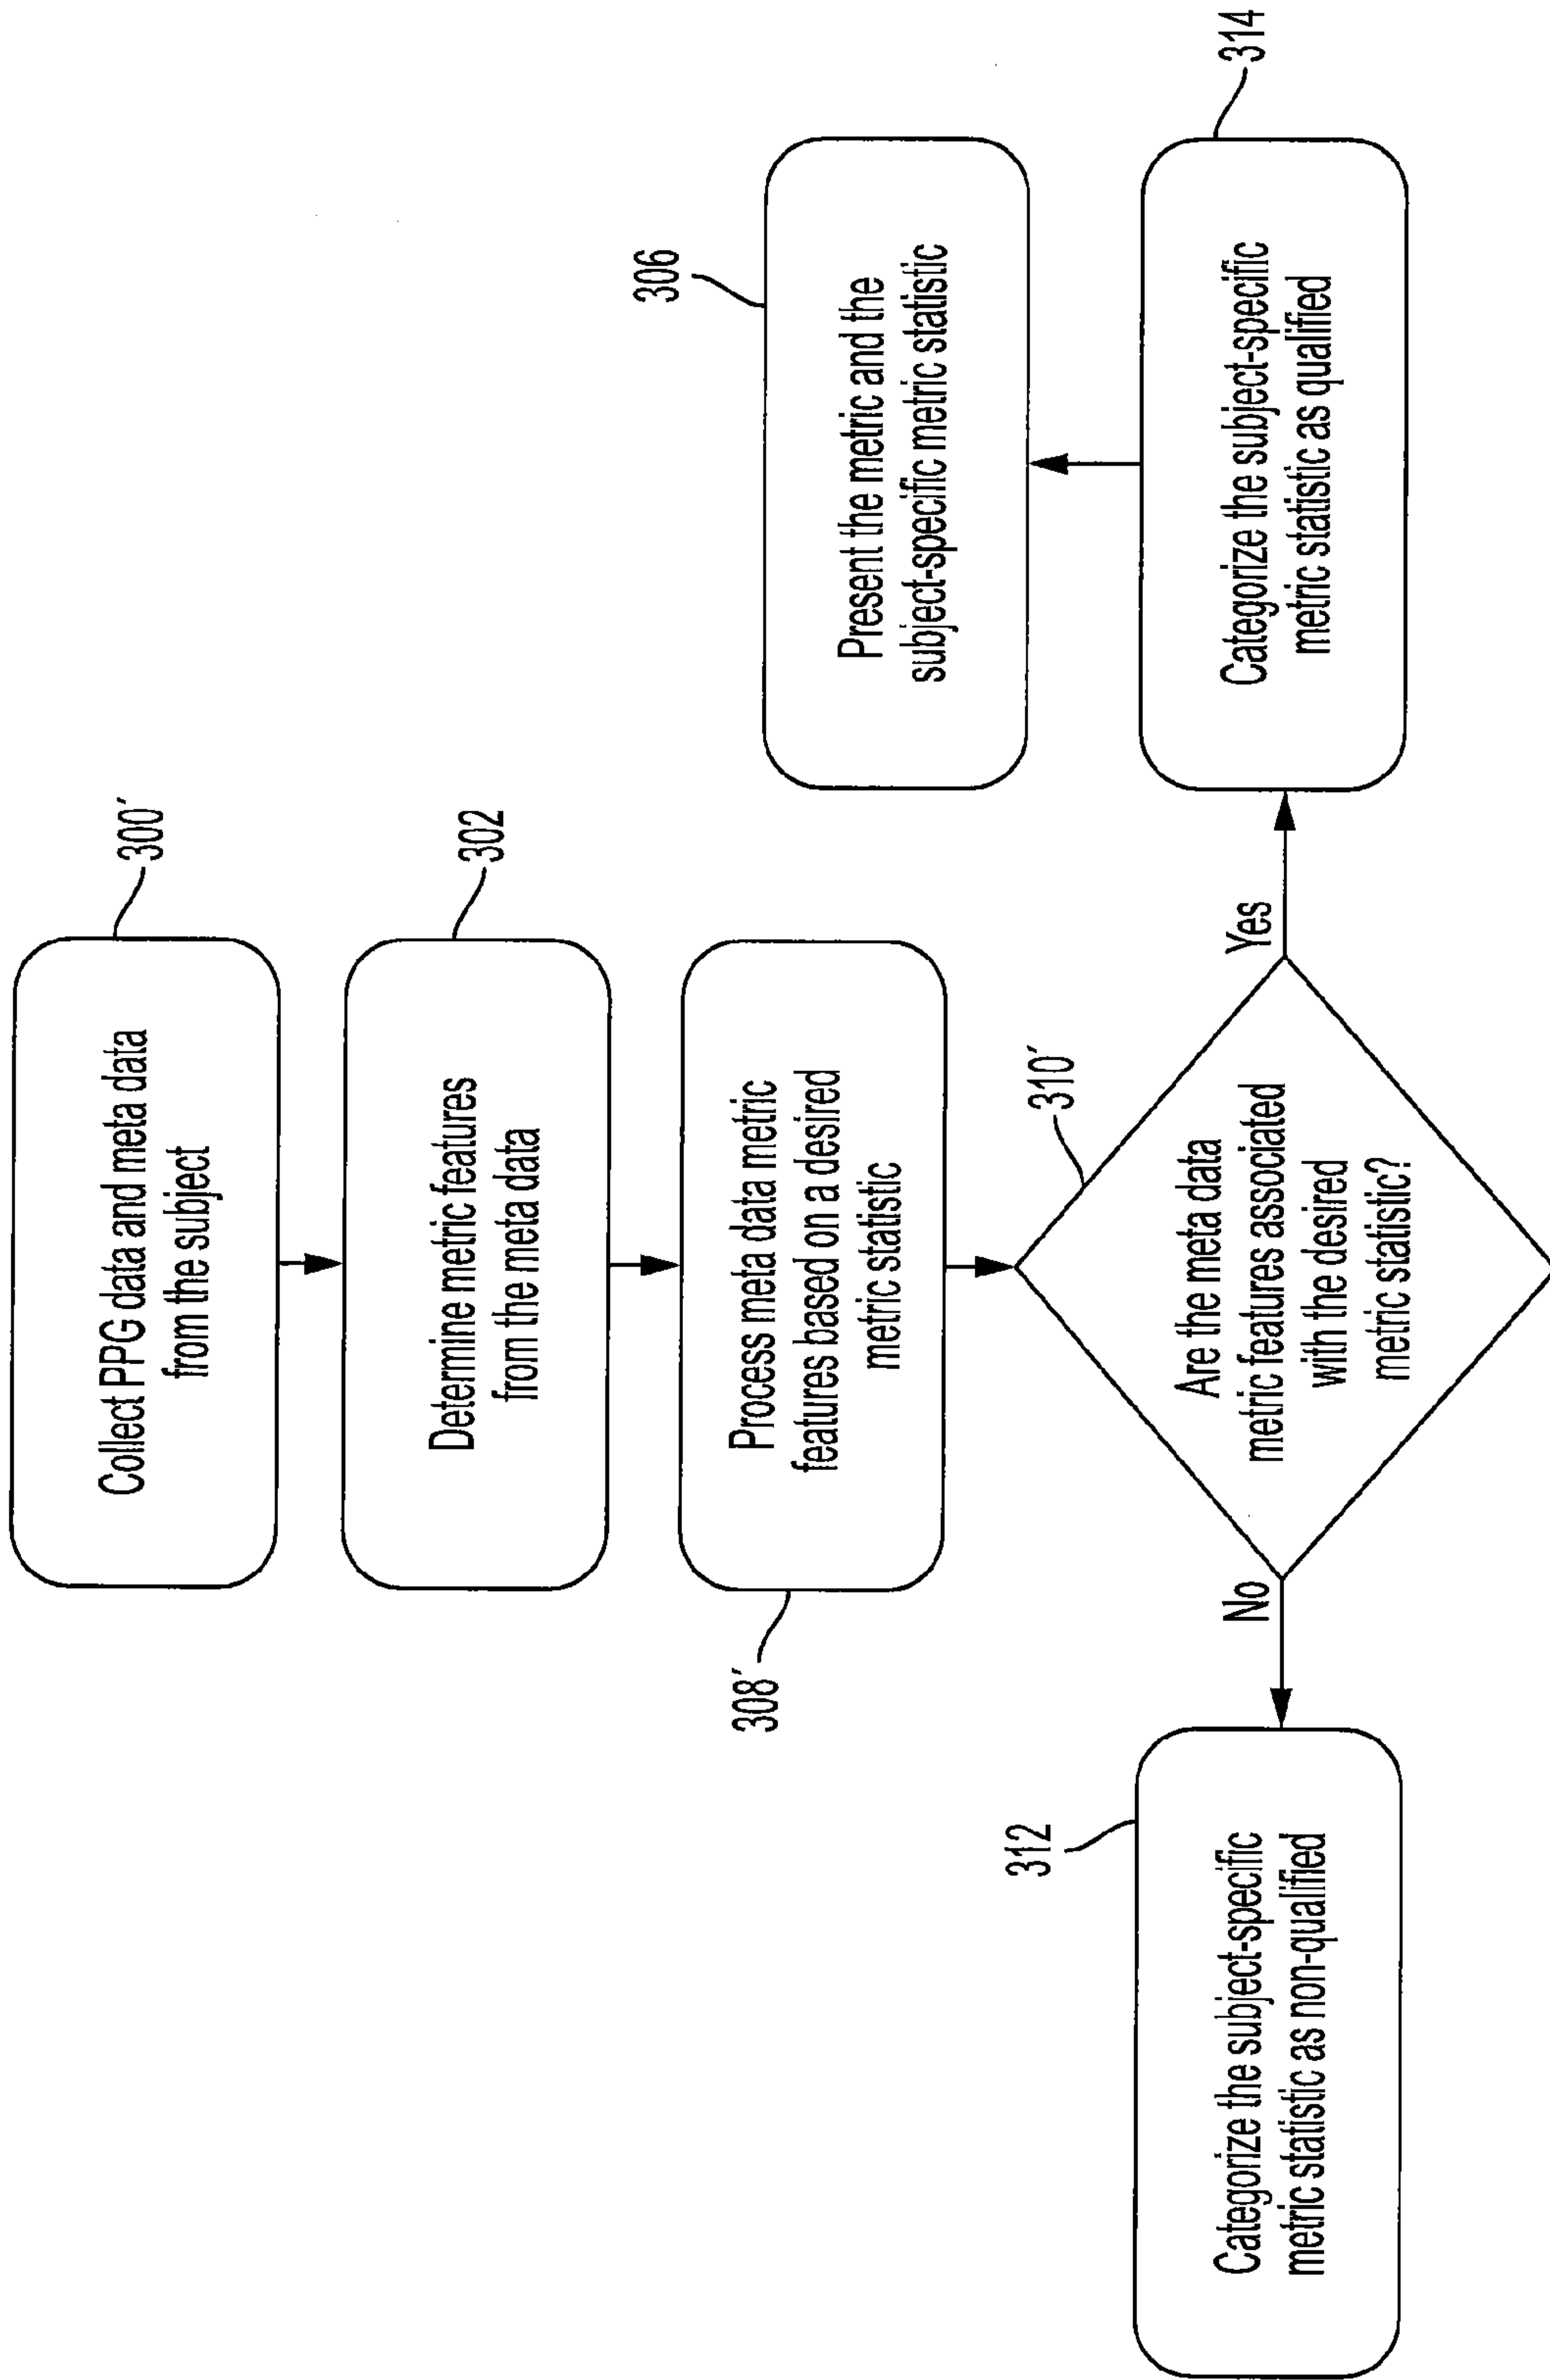 Collect PPG data and meta data
from the subject
300′
Determine metric features
from the meta data
302
Process meta data metric
features based on a desired
metric statistic
308′
Are the meta data
metric features associated
with the desired
metric statistic?
310′
No
Yes
Categorize the subject-specific
metric statistic as non-qualified
312
Categorize the subject-specific
metric statistic as qualified
314
Present the metric and the
subject-specific metric statistic
306